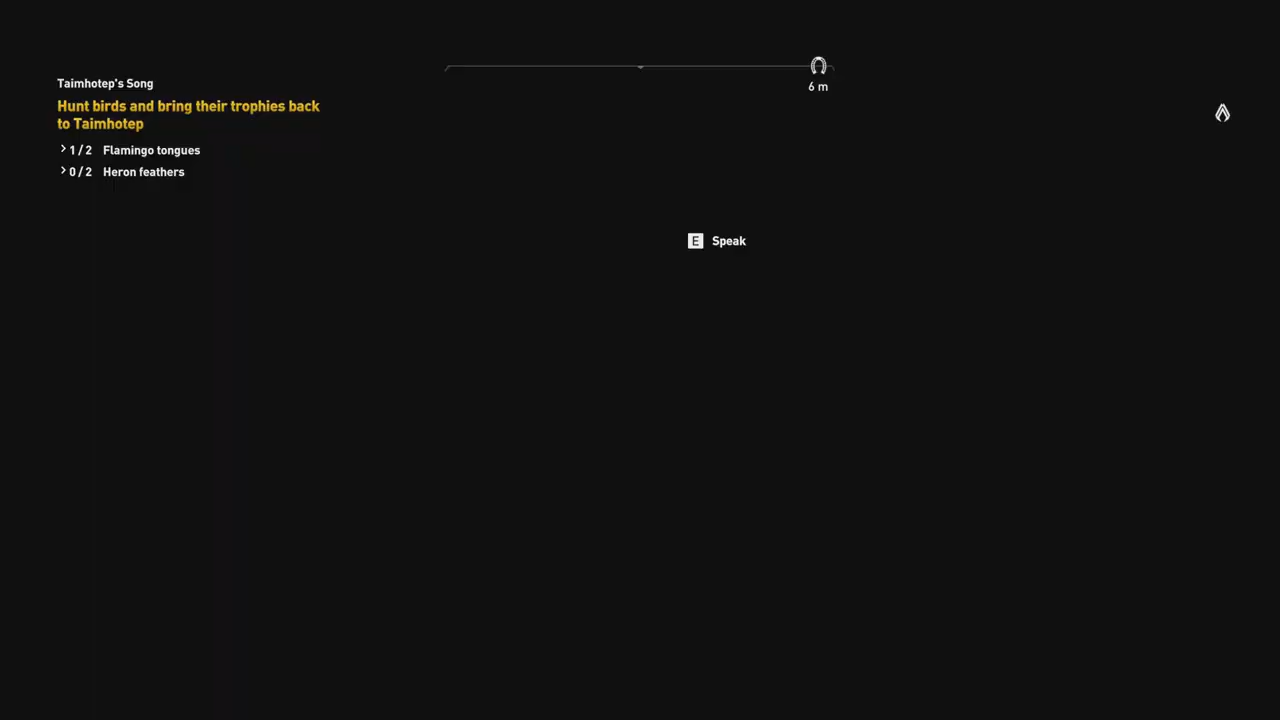 Taimhotep's Song
Hunt birds and bring their trophies back
to Taimhotep
1 / 2 Flamingo tongues
0 / 2 Heron feathers
6 m
E Speak